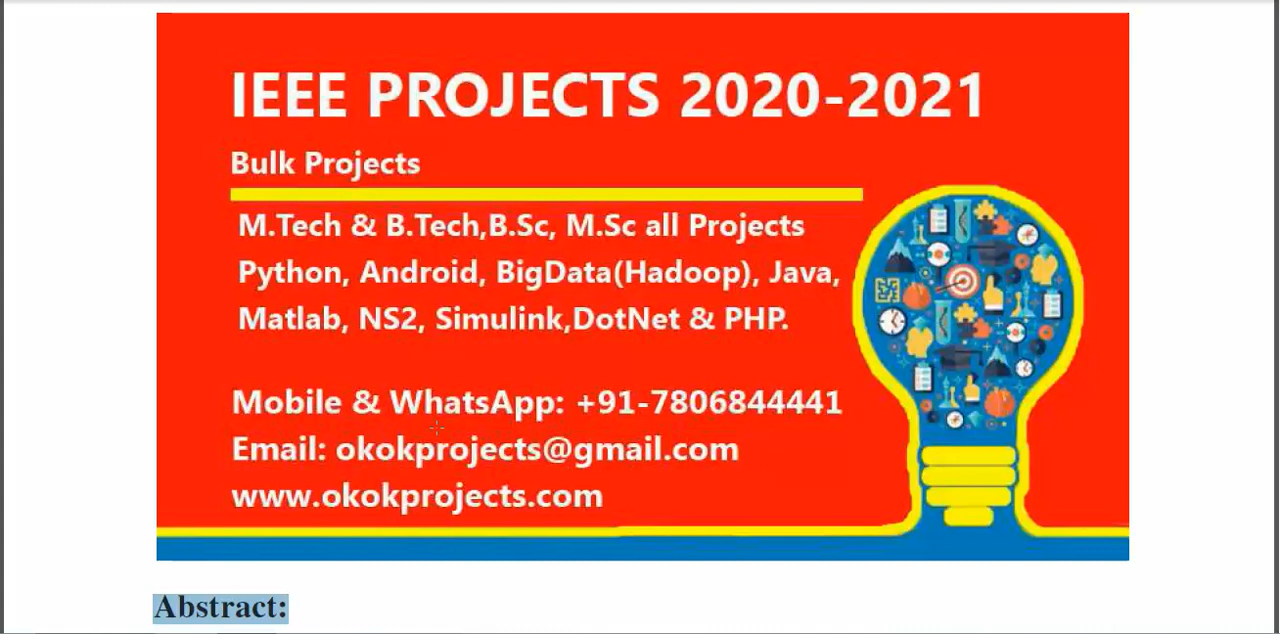 IEEE PROJECTS 2020-2021
Bulk Projects
M.Tech & B.Tech,B.Sc, M.Sc all Projects
Python, Android, BigData(Hadoop), Java,
Matlab, NS2, Simulink,DotNet & PHP.
Mobile & WhatsApp: +91-7806844441
Email: okokprojects@gmail.com
www.okokprojects.com
Abstract: